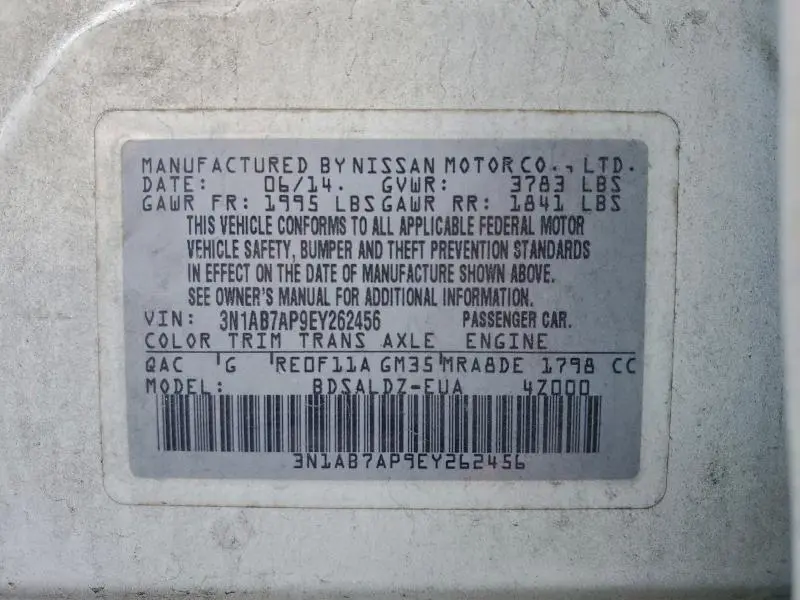 MANUFACTURED BY NISSAN MOTOR CO., LTD.
DATE: 06/14. GVWR: 3783 LBS
GAWR FR: 1995 LBS GAWR RR: 1841 LBS
THIS VEHICLE CONFORMS TO ALL APPLICABLE FEDERAL MOTOR
VEHICLE SAFETY, BUMPER AND THEFT PREVENTION STANDARDS
IN EFFECT ON THE DATE OF MANUFACTURE SHOWN ABOVE.
SEE OWNER'S MANUAL FOR ADDITIONAL INFORMATION.
VIN: 3N1AB7AP9EY262456 PASSENGER CAR.
COLOR TRIM TRANS AXLE ENGINE
QAC G RE0F11A GM35 MRA8DE 1798 CC
MODEL: BDSALDZ-EUA 4Z000
3N1AB7AP9EY262456